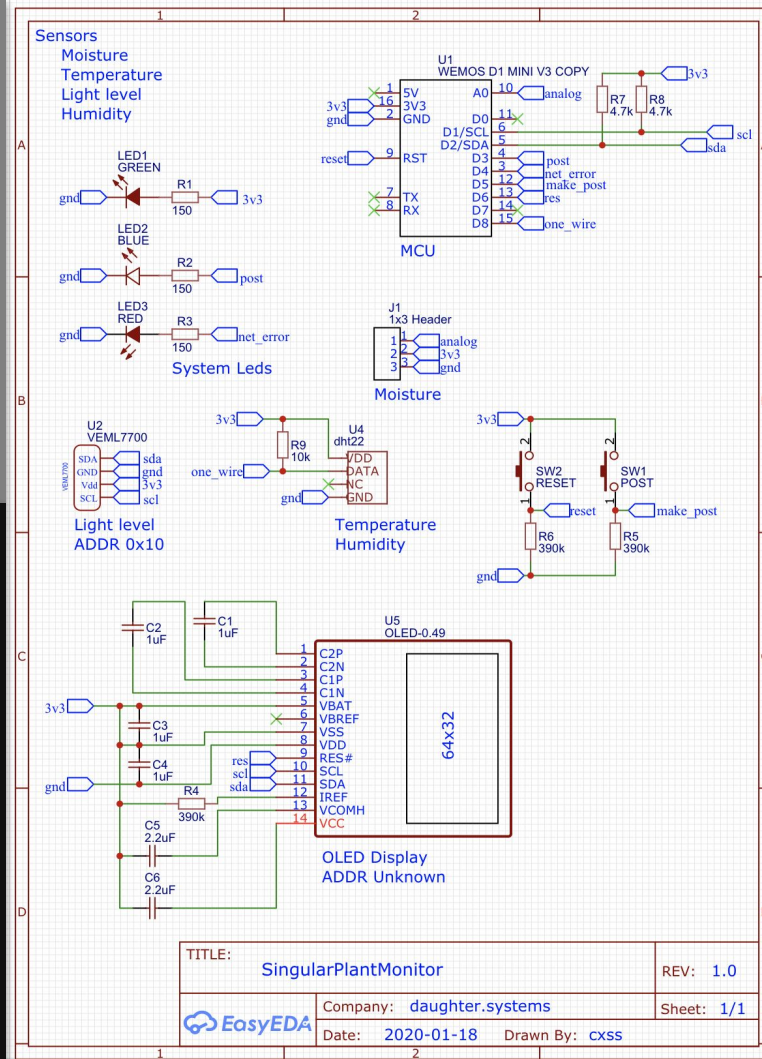 1
2
Sensors
Moisture
Temperature
Light level
Humidity
U1
WEMOS D1 MINI V3 COPY
1 5V
3v3 16 3V3
gnd 2 GND
reset 9 RST
7 TX
8 RX
A0 10 analog
D0 11
D1/SCL 6 scl
D2/SDA 5 sda
D3 4 post
D4 3 net_error
D5 12 make_post
D6 13 res
D7 14
D8 15 one_wire
MCU
3v3
R7
4.7k
R8
4.7k
A
LED1
GREEN
gnd
R1
150
3v3
LED2
BLUE
gnd
R2
150
post
LED3
RED
gnd
R3
150
net_error
System Leds
J1
1x3 Header
1 1 analog
2 2 3v3
3 3 gnd
Moisture
B
U2
VEML7700
VEML7700
SDA sda
GND gnd
Vdd 3v3
SCL scl
Light level
ADDR 0x10
3v3
R9
10k
one_wire
gnd
U4
dht22
VDD
DATA
NC
GND
Temperature
Humidity
3v3
2
2
SW2
RESET
SW1
POST
1
1
reset
make_post
R6
390k
R5
390k
gnd
C
C2
1uF
C1
1uF
U5
OLED-0.49
1 C2P
2 C2N
3 C1P
4 C1N
3v3 5 VBAT
6 VBREF
7 VSS
8 VDD
res 9 RES#
scl 10 SCL
sda 11 SDA
12 IREF
13 VCOMH
14 VCC
64x32
C3
1uF
C4
1uF
gnd
R4
390k
C5
2.2uF
C6
2.2uF
OLED Display
ADDR Unknown
D
TITLE:
SingularPlantMonitor
REV: 1.0
EasyEDA
Company: daughter.systems
Sheet: 1/1
Date: 2020-01-18 Drawn By: cxss
1
2